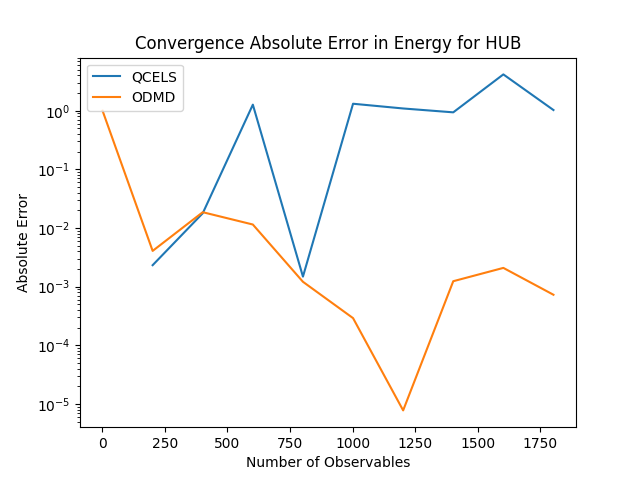 Convergence Absolute Error in Energy for HUB
QCELS
ODMD
10^0
10^-1
10^-2
10^-3
10^-4
10^-5
Absolute Error
0 250 500 750 1000 1250 1500 1750
Number of Observables